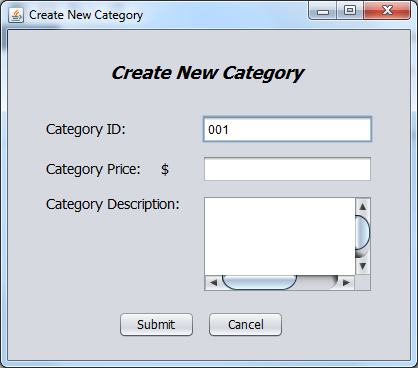 Create New Category
Create New Category
Category ID: 001
Category Price: $
Category Description:
Submit Cancel